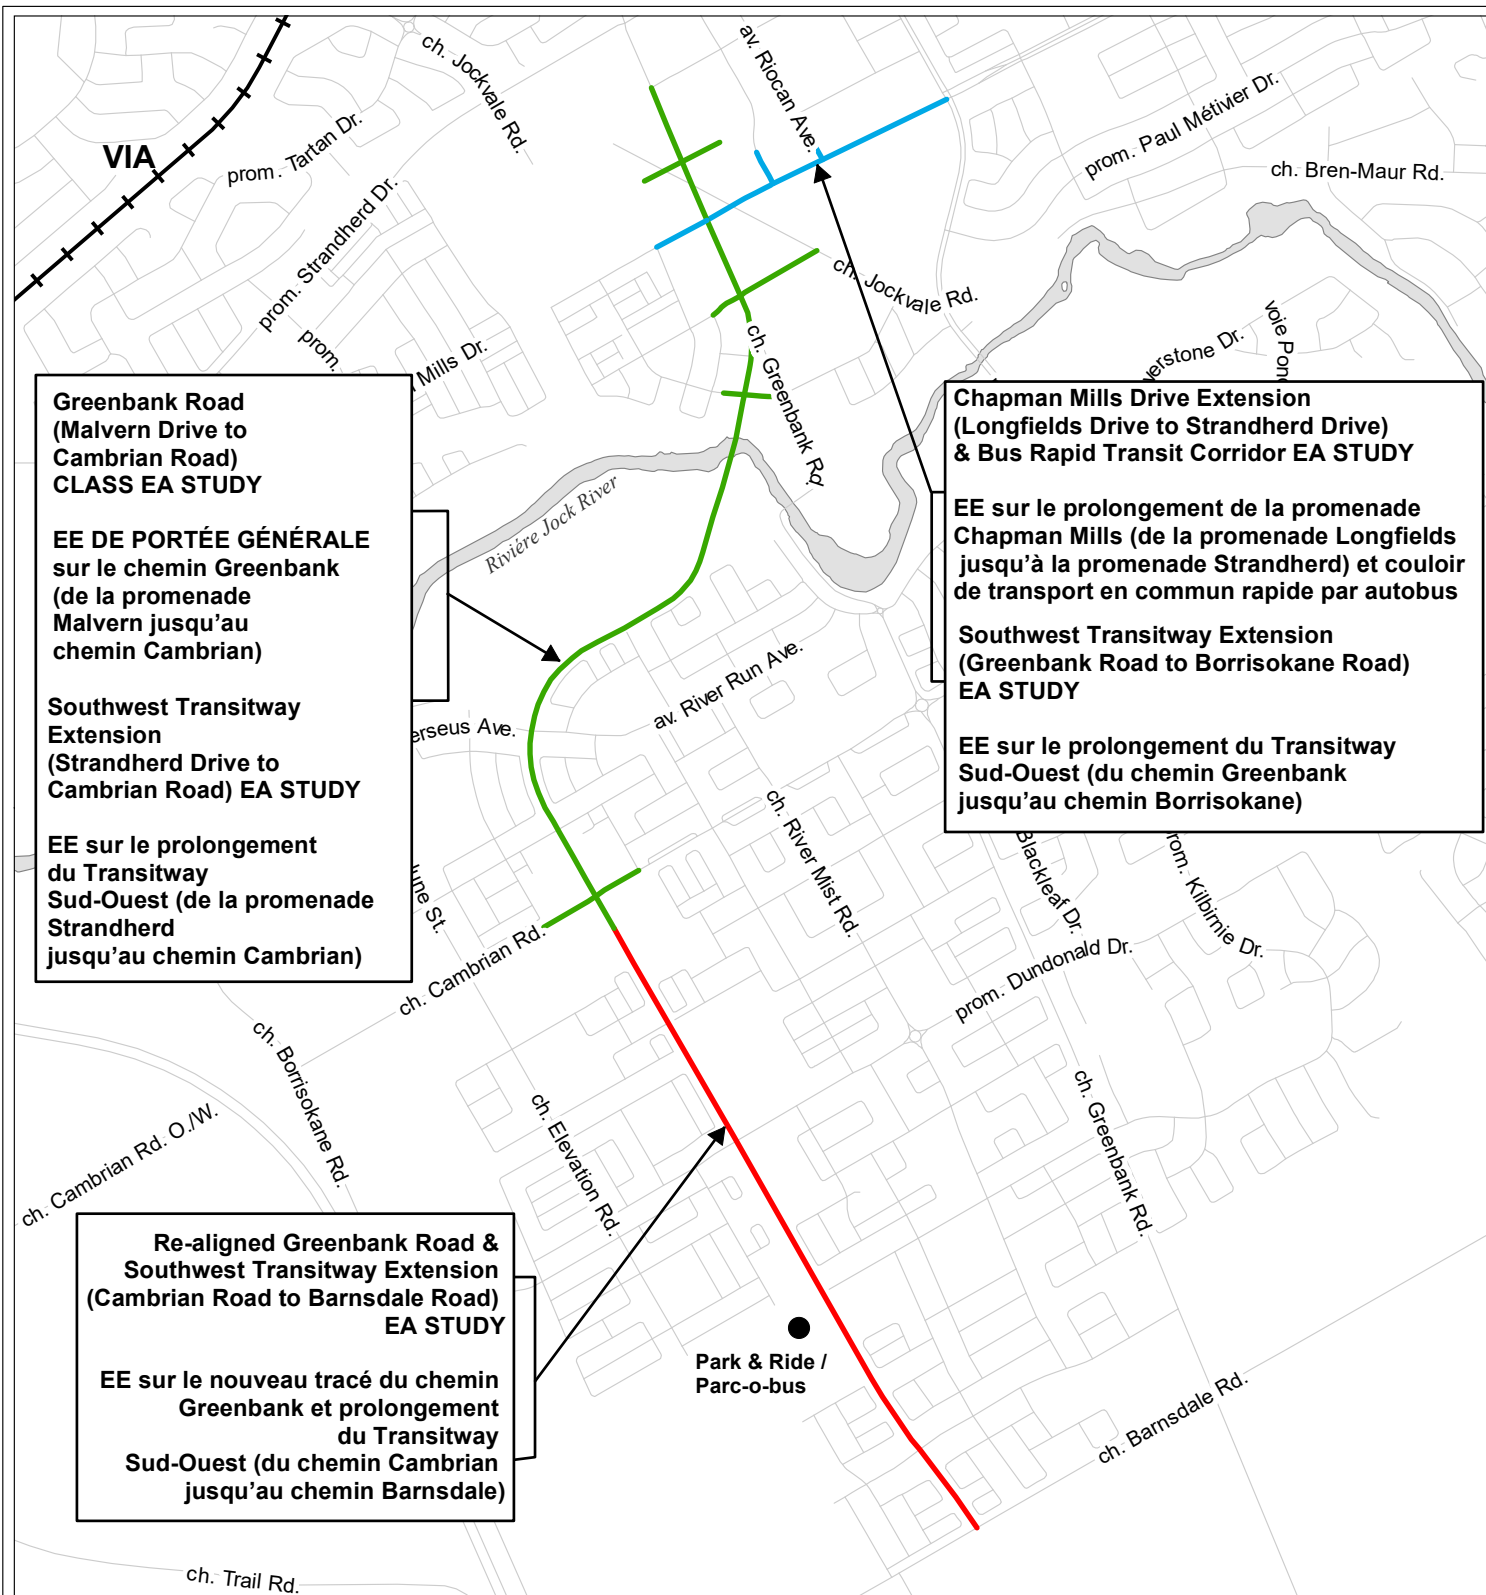 VIA
ch. Jockvale Rd.
av. Riocan Ave.
prom. Tartan Dr.
prom. Paul Métivier Dr.
ch. Bren-Maur Rd.
prom. Strandherd Dr.
ch. Jockvale Rd.
prom.
Mills Dr.
ch. Greenbank Rd.
voie Pond
verstone Dr.
Greenbank Road
(Malvern Drive to
Cambrian Road)
CLASS EA STUDY
EE DE PORTÉE GÉNÉRALE
sur le chemin Greenbank
(de la promenade
Malvern jusqu'au
chemin Cambrian)
Southwest Transitway
Extension
(Strandherd Drive to
Cambrian Road) EA STUDY
EE sur le prolongement
du Transitway
Sud-Ouest (de la promenade
Strandherd
jusqu'au chemin Cambrian)
Chapman Mills Drive Extension
(Longfields Drive to Strandherd Drive)
& Bus Rapid Transit Corridor EA STUDY
EE sur le prolongement de la promenade
Chapman Mills (de la promenade Longfields
jusqu'à la promenade Strandherd) et couloir
de transport en commun rapide par autobus
Southwest Transitway Extension
(Greenbank Road to Borrisokane Road)
EA STUDY
EE sur le prolongement du Transitway
Sud-Ouest (du chemin Greenbank
jusqu'au chemin Borrisokane)
Riviére Jock River
av. River Run Ave.
erseus Ave.
ch. River Mist Rd.
Blackleaf Dr.
rom. Kilbirnie Dr.
June St.
ch. Cambrian Rd.
prom. Dundonald Dr.
ch. Borrisokane Rd.
ch. Cambrian Rd. O./W.
ch. Elevation Rd.
ch. Greenbank Rd.
Re-aligned Greenbank Road &
Southwest Transitway Extension
(Cambrian Road to Barnsdale Road)
EA STUDY
EE sur le nouveau tracé du chemin
Greenbank et prolongement
du Transitway
Sud-Ouest (du chemin Cambrian
jusqu'au chemin Barnsdale)
Park & Ride /
Parc-o-bus
ch. Barnsdale Rd.
ch. Trail Rd.